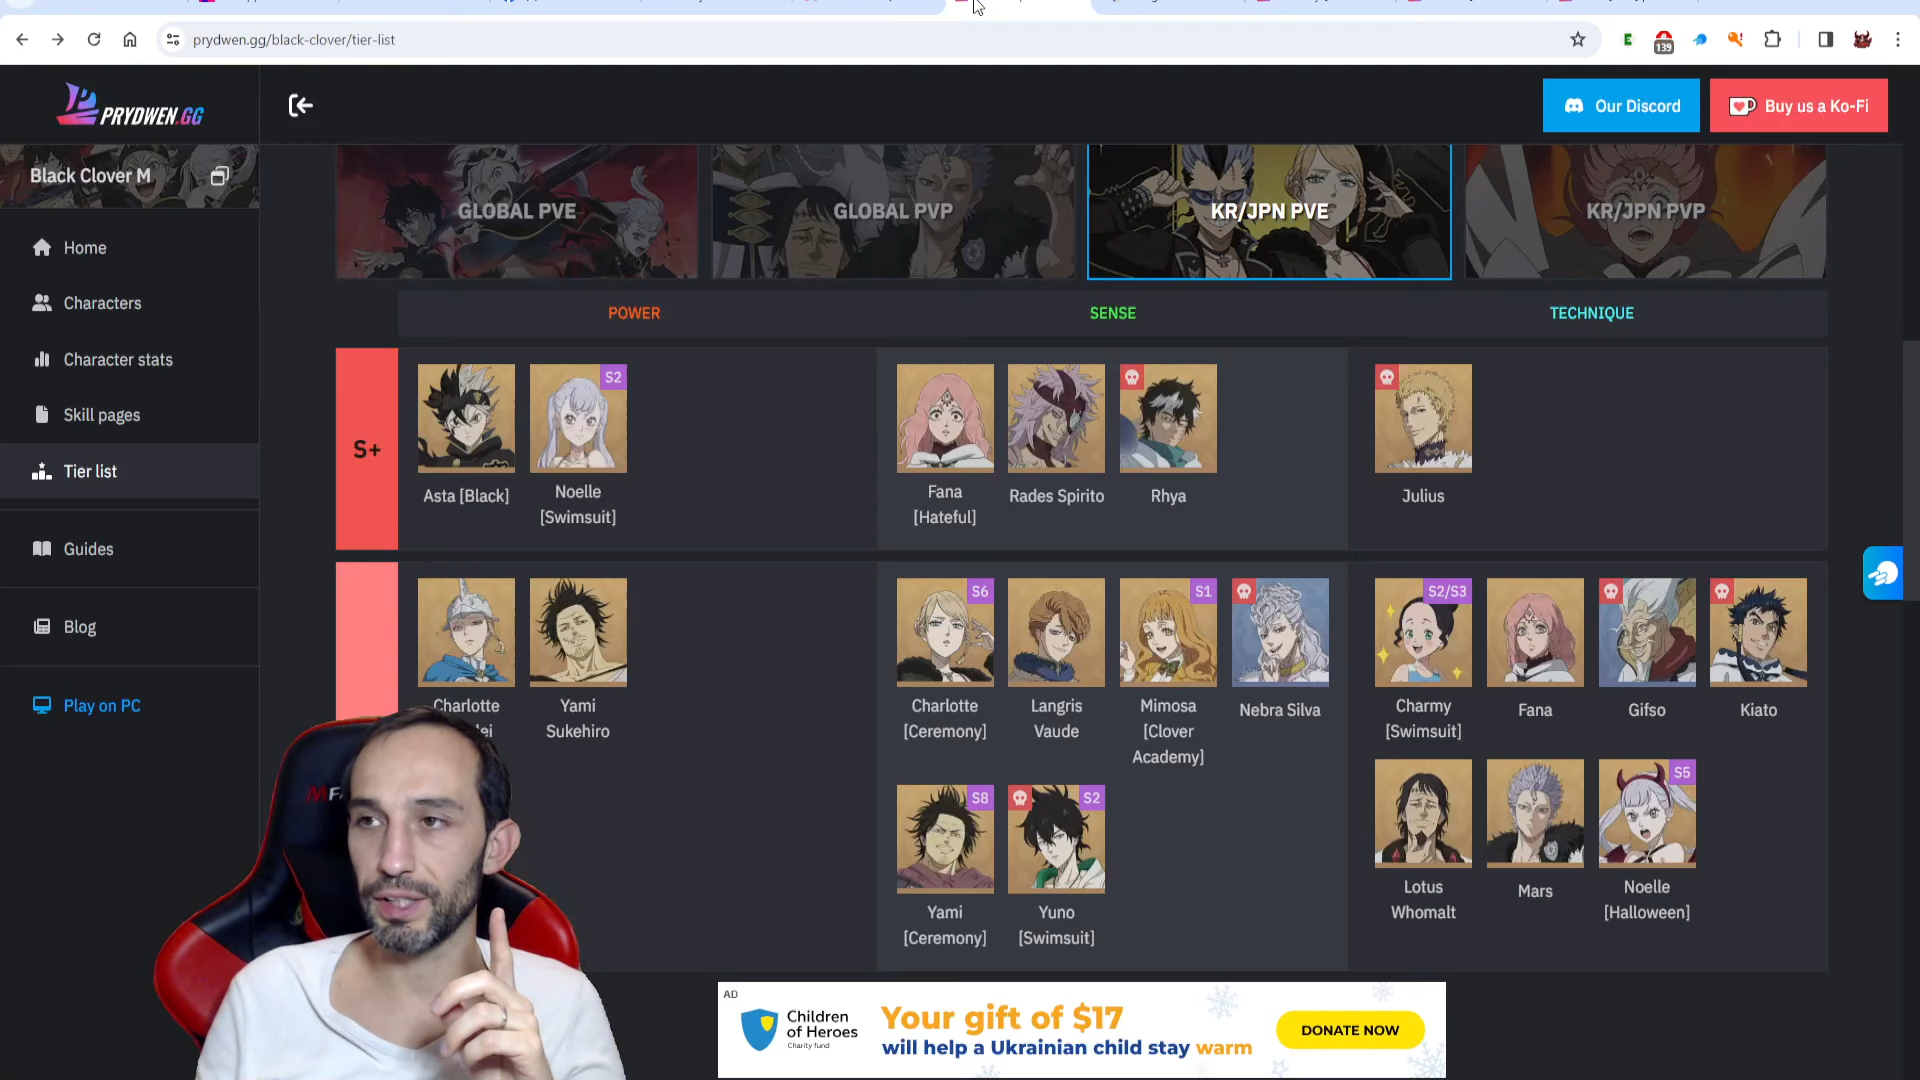 prydwen.gg/black-clover/tier-list
139
PRYDWEN.GG
Our Discord
Buy us a Ko-Fi
Black Clover M
Home
Characters
Character stats
Skill pages
Tier list
Guides
Blog
Play on PC
GLOBAL PVE
GLOBAL PVP
KR/JPN PVE
KR/JPN PVP
POWER
SENSE
TECHNIQUE
S+
S2
Asta [Black]
Noelle
[Swimsuit]
Fana
[Hateful]
Rades Spirito
Rhya
Julius
S6
S1
S2/S3
Charlotte
Yami
Sukehiro
Charlotte
[Ceremony]
Langris
Vaude
Mimosa
[Clover
Academy]
Nebra Silva
Charmy
[Swimsuit]
Fana
Gifso
Kiato
S8
S2
S5
Yami
[Ceremony]
Yuno
[Swimsuit]
Lotus
Whomalt
Mars
Noelle
[Halloween]
AD
Children
of Heroes
Charity fund
Your gift of $17
will help a Ukrainian child stay warm
DONATE NOW